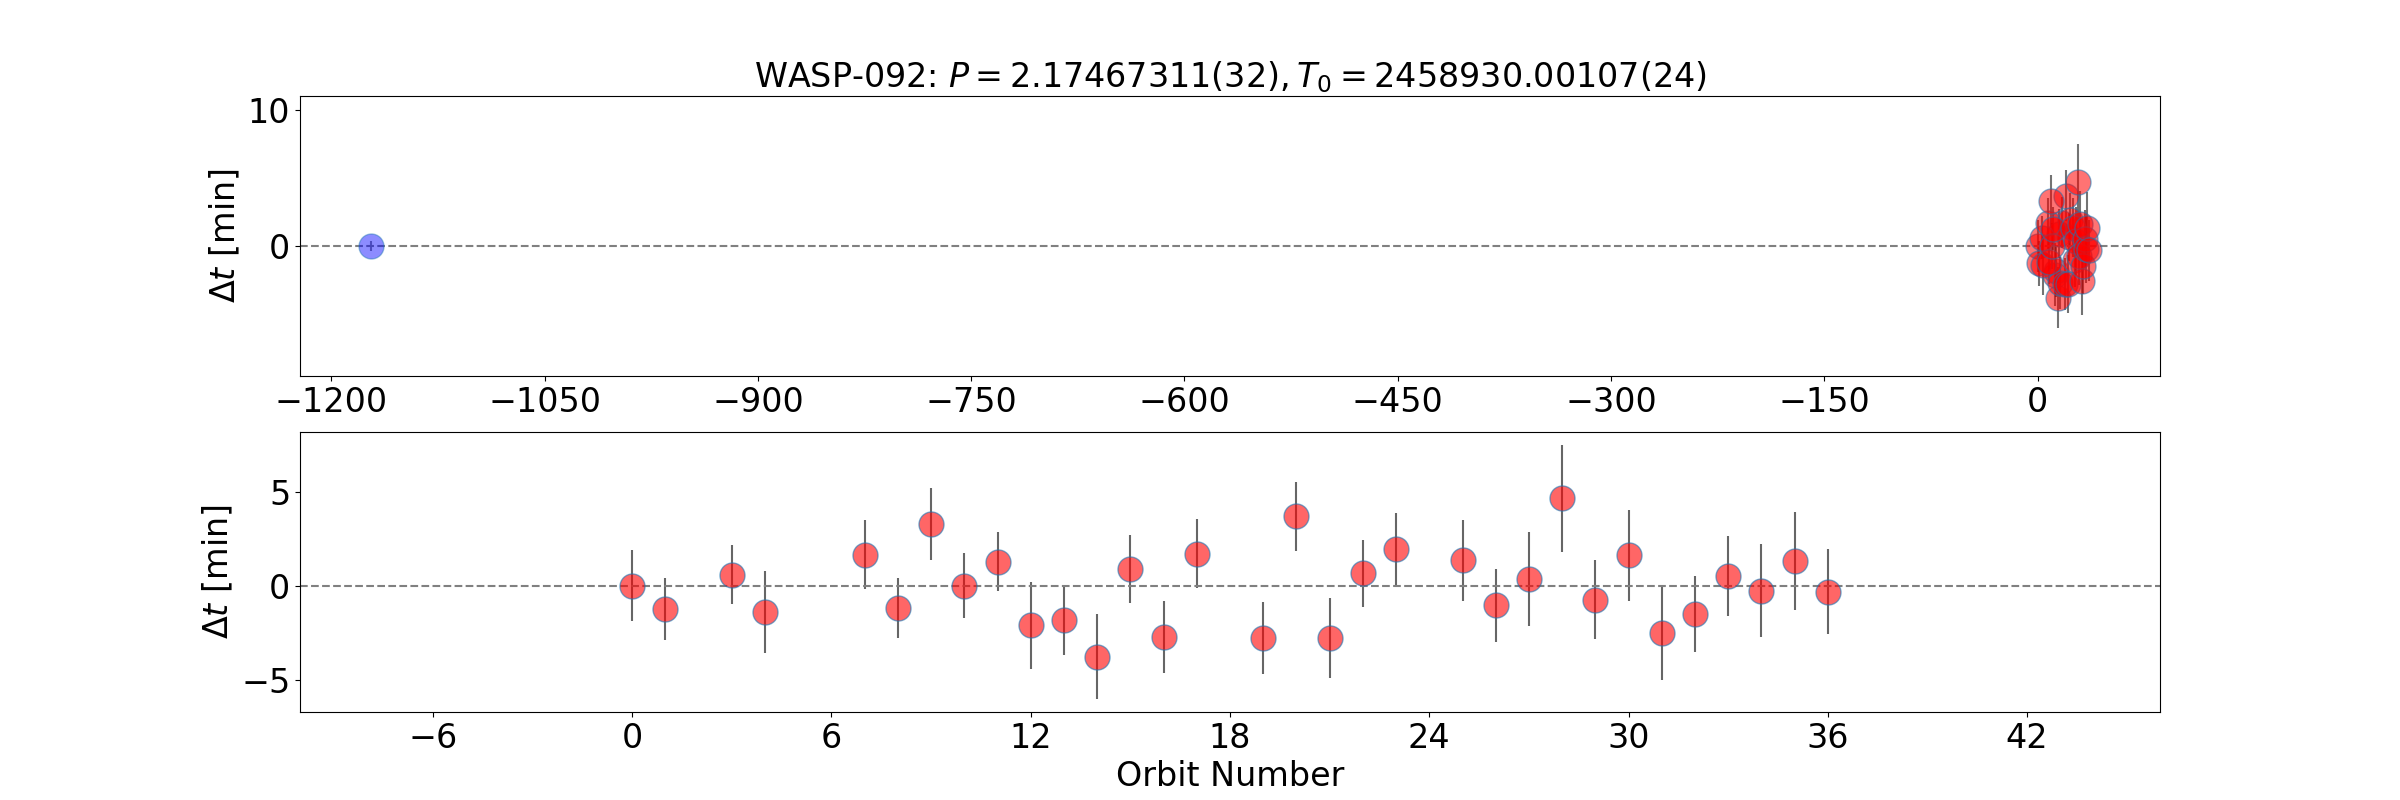 WASP-092: P = 2.17467311(32), T₀ = 2458930.00107(24)
10
0
Δt [min]
−1200 −1050 −900 −750 −600 −450 −300 −150 0
5
0
−5
Δt [min]
−6 0 6 12 18 24 30 36 42
Orbit Number